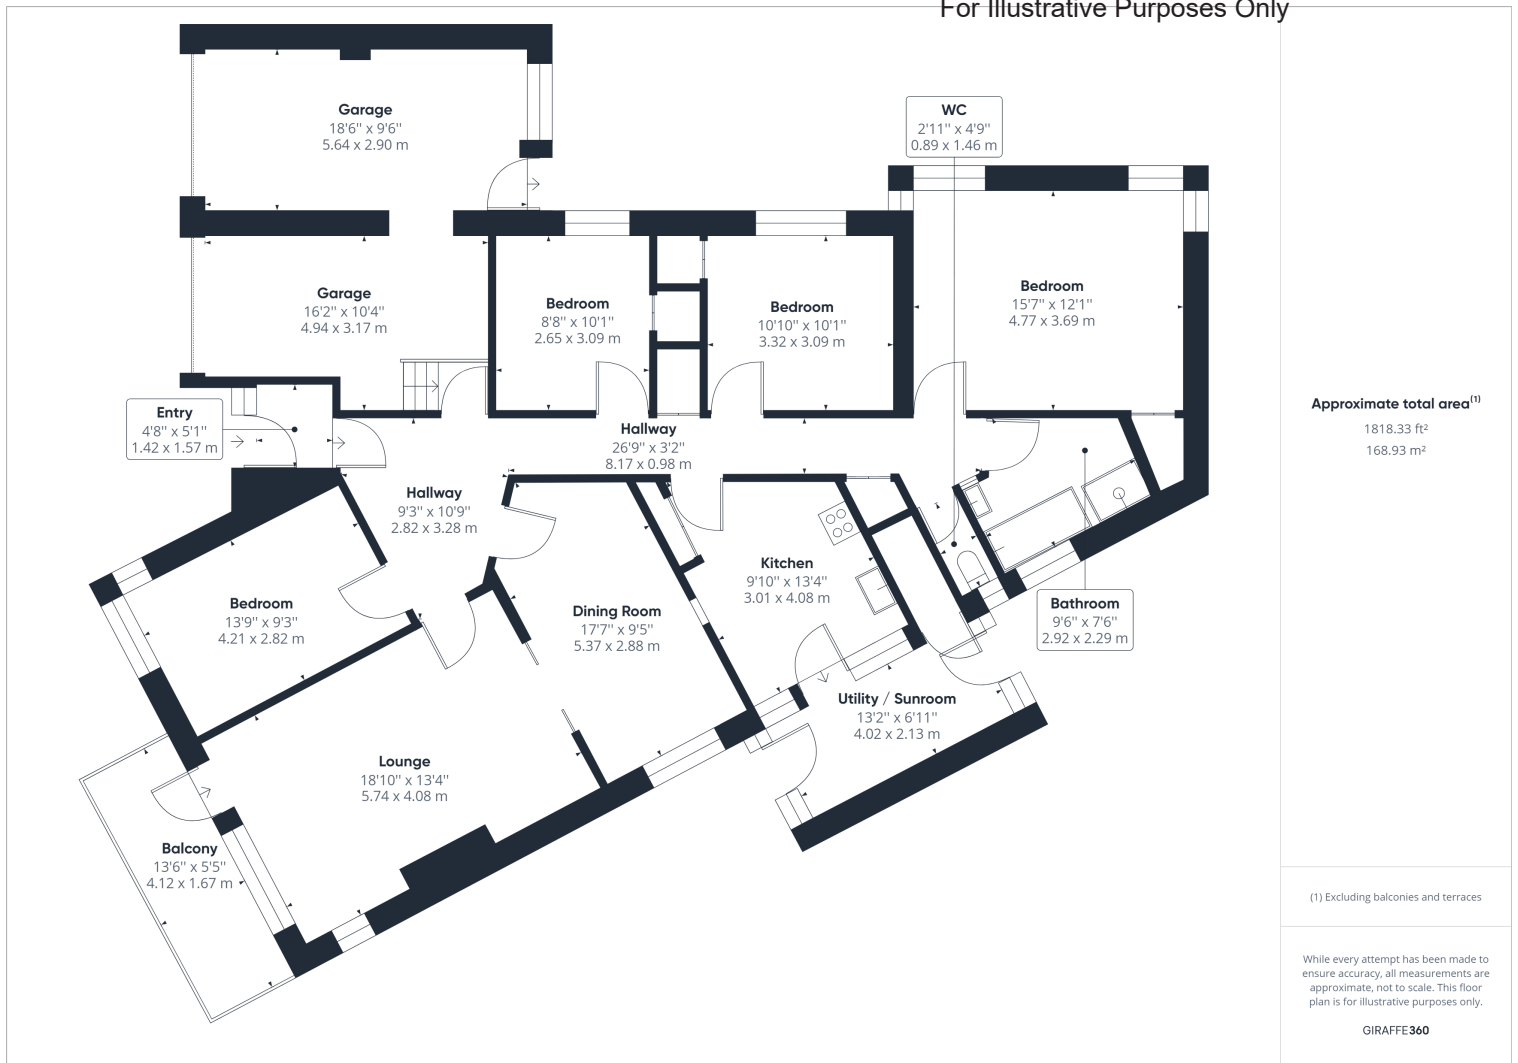 For Illustrative Purposes Only
Garage
18'6" x 9'6"
5.64 x 2.90 m
WC
2'11" x 4'9"
0.89 x 1.46 m
Garage
16'2" x 10'4"
4.94 x 3.17 m
Bedroom
8'8" x 10'1"
2.65 x 3.09 m
Bedroom
10'10" x 10'1"
3.32 x 3.09 m
Bedroom
15'7" x 12'1"
4.77 x 3.69 m
Entry
4'8" x 5'1"
1.42 x 1.57 m
Hallway
26'9" x 3'2"
8.17 x 0.98 m
Hallway
9'3" x 10'9"
2.82 x 3.28 m
Kitchen
9'10" x 13'4"
3.01 x 4.08 m
Bedroom
13'9" x 9'3"
4.21 x 2.82 m
Dining Room
17'7" x 9'5"
5.37 x 2.88 m
Bathroom
9'6" x 7'6"
2.92 x 2.29 m
Utility / Sunroom
13'2" x 6'11"
4.02 x 2.13 m
Lounge
18'10" x 13'4"
5.74 x 4.08 m
Balcony
13'6" x 5'5"
4.12 x 1.67 m
Approximate total area(1)
1818.33 ft²
168.93 m²
(1) Excluding balconies and terraces
While every attempt has been made to
ensure accuracy, all measurements are
approximate, not to scale. This floor
plan is for illustrative purposes only.
GIRAFFE360